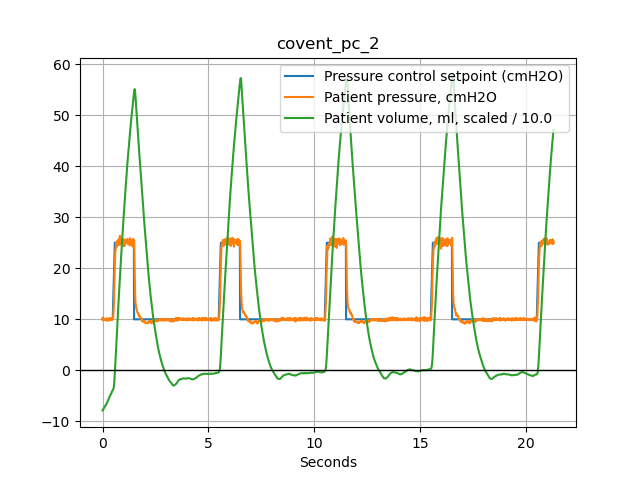 covent_pc_2
Pressure control setpoint (cmH2O)
Patient pressure, cmH2O
Patient volume, ml, scaled / 10.0
60
50
40
30
20
10
0
−10
0 5 10 15 20
Seconds